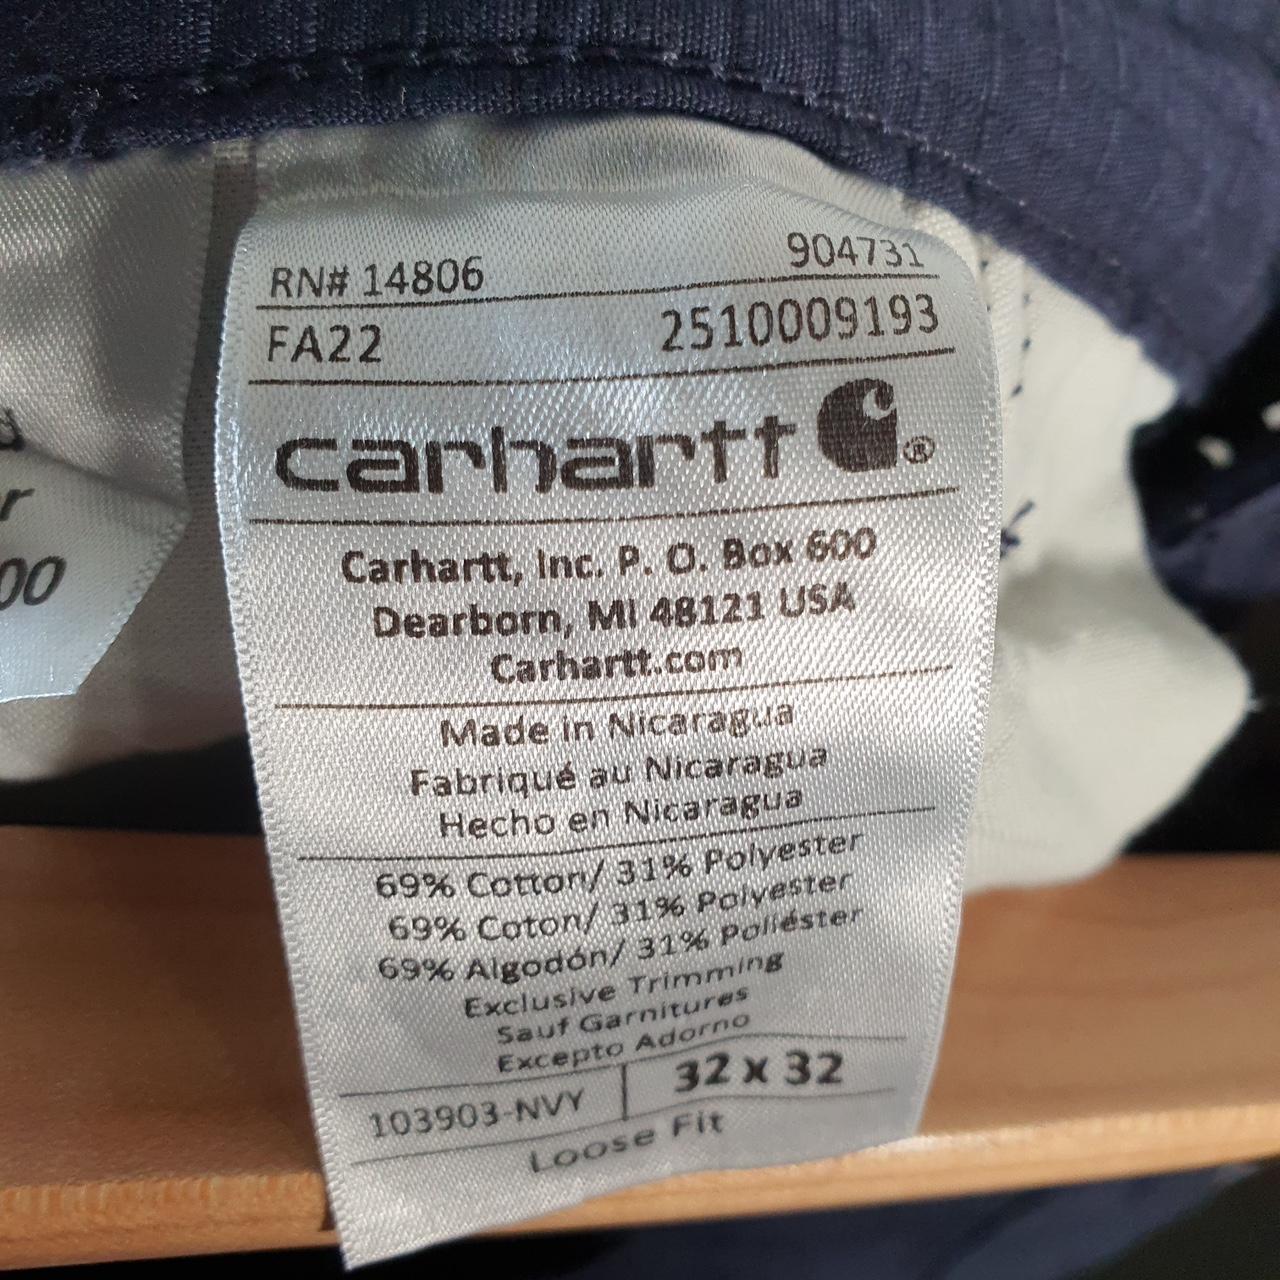 RN# 14806 904731
FA22 2510009193
carhartt ®
Carhartt, Inc. P. O. Box 600
Dearborn, MI 48121 USA
Carhartt.com
Made in Nicaragua
Fabriqué au Nicaragua
Hecho en Nicaragua
69% Cotton/ 31% Polyester
69% Coton/ 31% Polyester
69% Algodón/ 31% Poliéster
Exclusive Trimming
Sauf Garnitures
Excepto Adorno
103903-NVY 32 x 32
Loose Fit